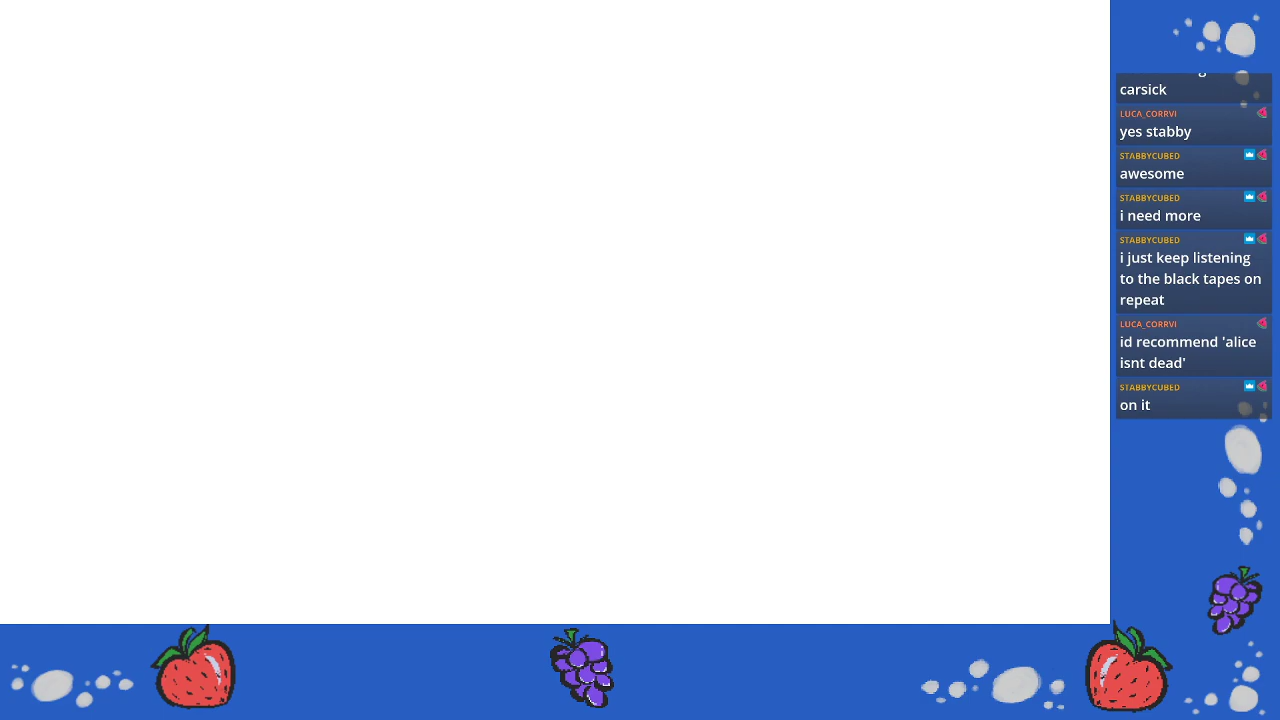 carsick
LUCA_CORRVI
yes stabby
STABBYCUBED
awesome
STABBYCUBED
i need more
STABBYCUBED
i just keep listening
to the black tapes on
repeat
LUCA_CORRVI
id recommend 'alice
isnt dead'
STABBYCUBED
on it